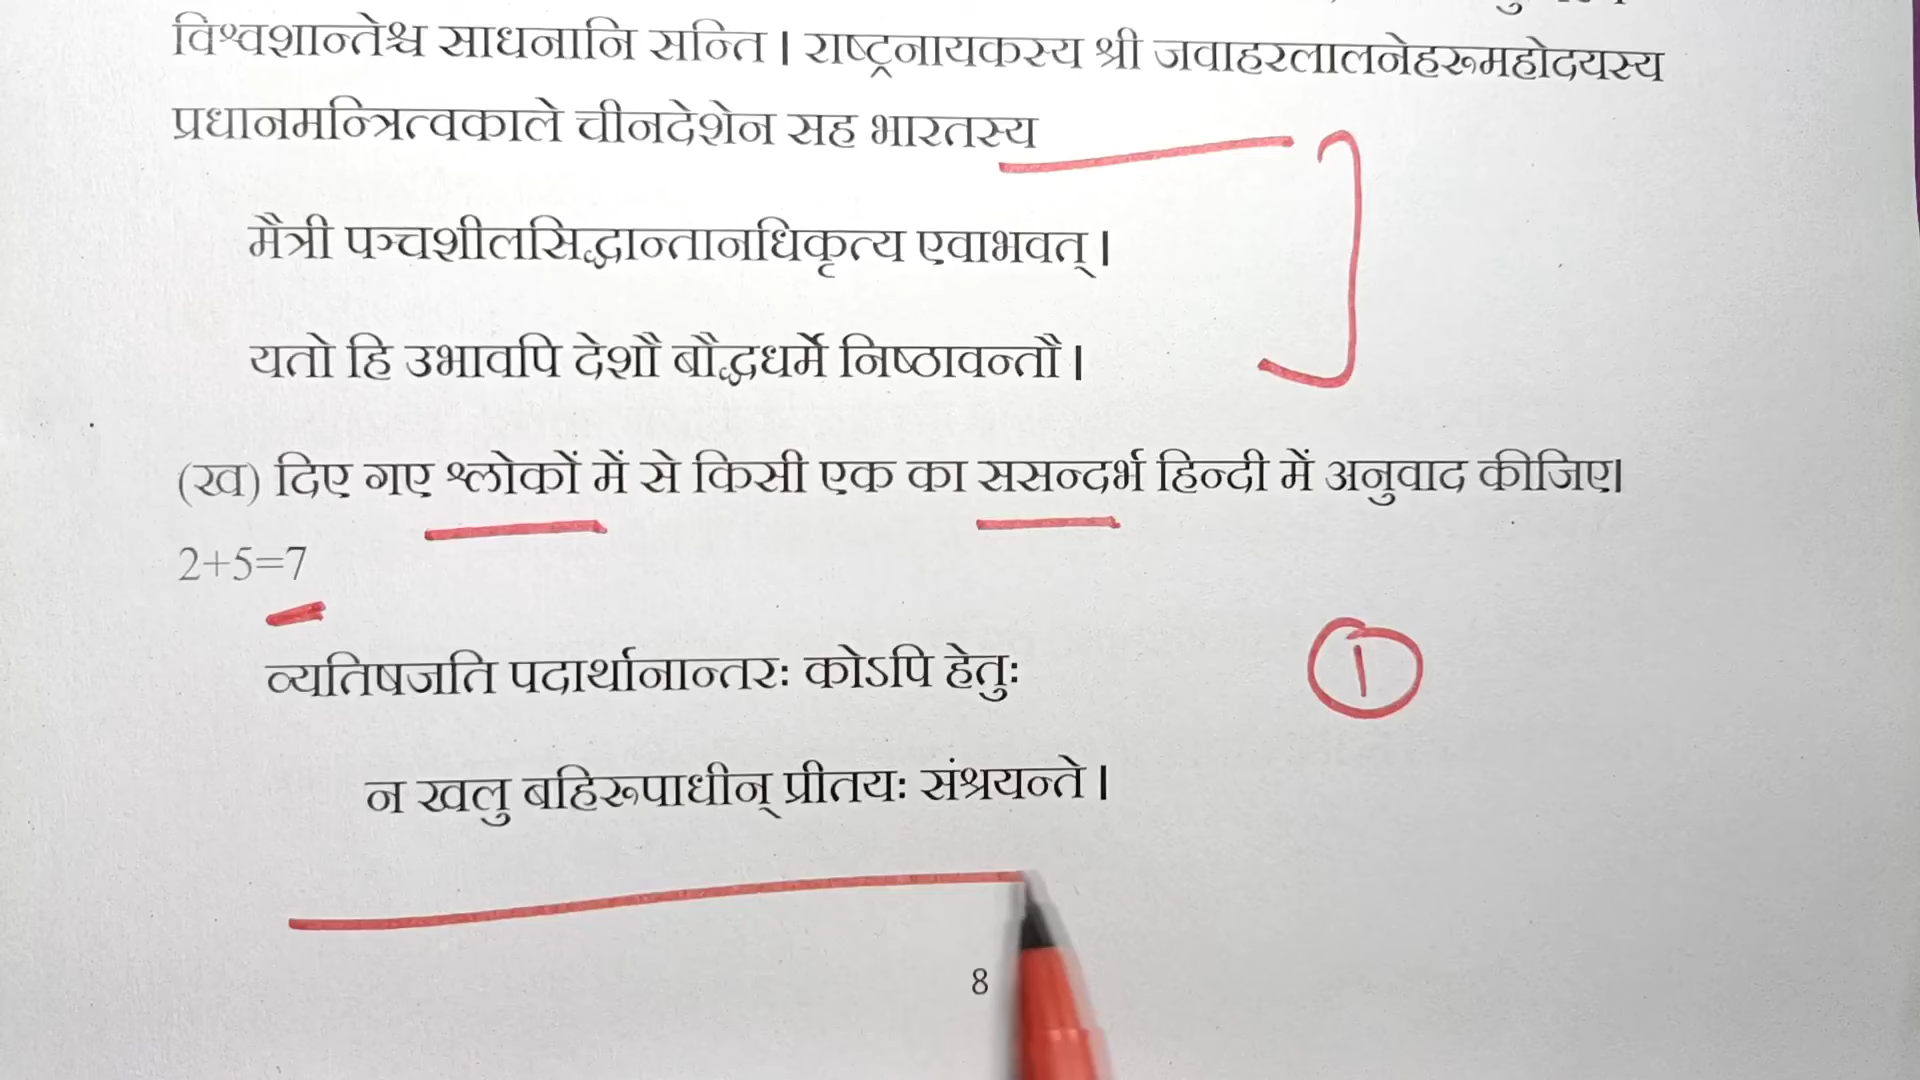 विश्वशान्तेश्च साधनानि सन्ति। राष्ट्रनायकस्य श्री जवाहरलालनेहरूमहोदयस्य
प्रधानमन्त्रित्वकाले चीनदेशेन सह भारतस्य
मैत्री पञ्चशीलसिद्धान्तानधिकृत्य एवाभवत्।
यतो हि उभावपि देशौ बौद्धधर्मे निष्ठावन्तौ।
(ख) दिए गए श्लोकों में से किसी एक का ससन्दर्भ हिन्दी में अनुवाद कीजिए।
2+5=7
व्यतिषजति पदार्थानान्तरः कोऽपि हेतुः
1
न खलु बहिरूपाधीन् प्रीतयः संश्रयन्ते।
8